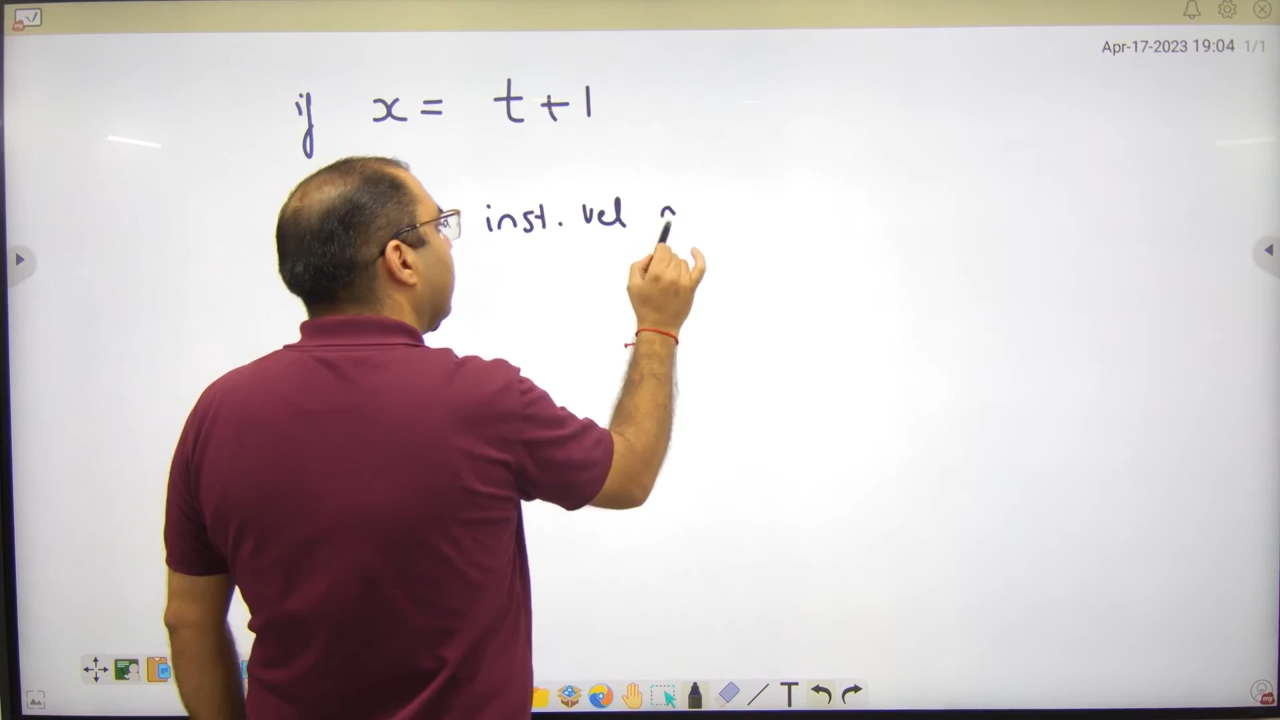 Apr-17-2023 19:04 1/1
if x = t+1
inst. vel
T